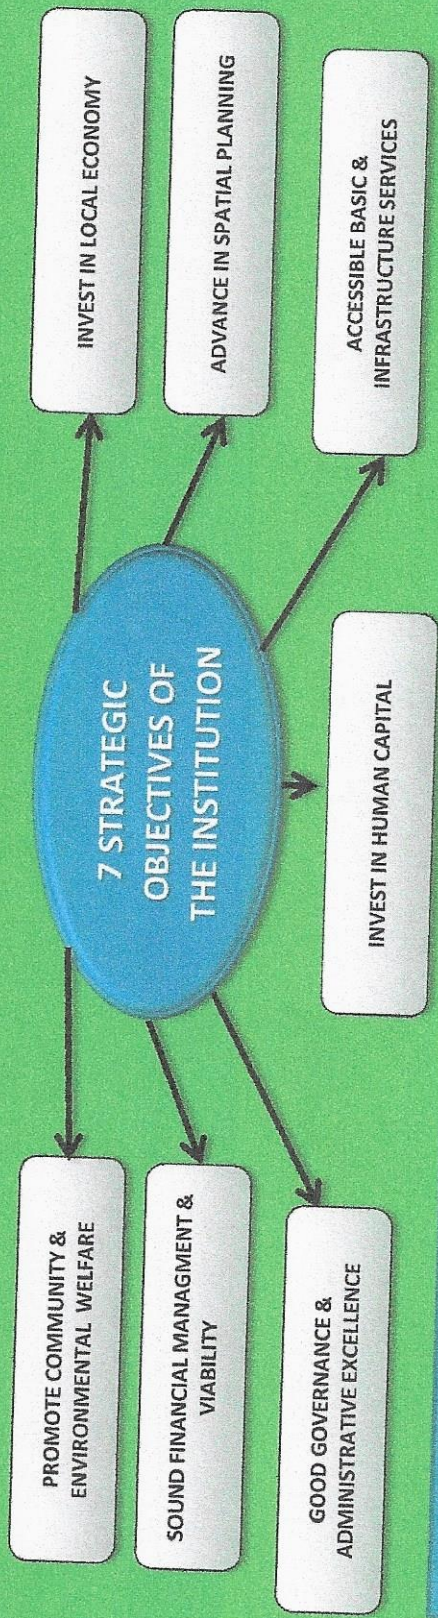 7 STRATEGIC
OBJECTIVES OF
THE INSTITUTION
PROMOTE COMMUNITY &
ENVIRONMENTAL WELFARE
SOUND FINANCIAL MANAGMENT &
VIABILITY
GOOD GOVERNANCE &
ADMINISTRATIVE EXCELLENCE
INVEST IN HUMAN CAPITAL
ACCESSIBLE BASIC &
INFRASTRUCTURE SERVICES
ADVANCE IN SPATIAL PLANNING
INVEST IN LOCAL ECONOMY